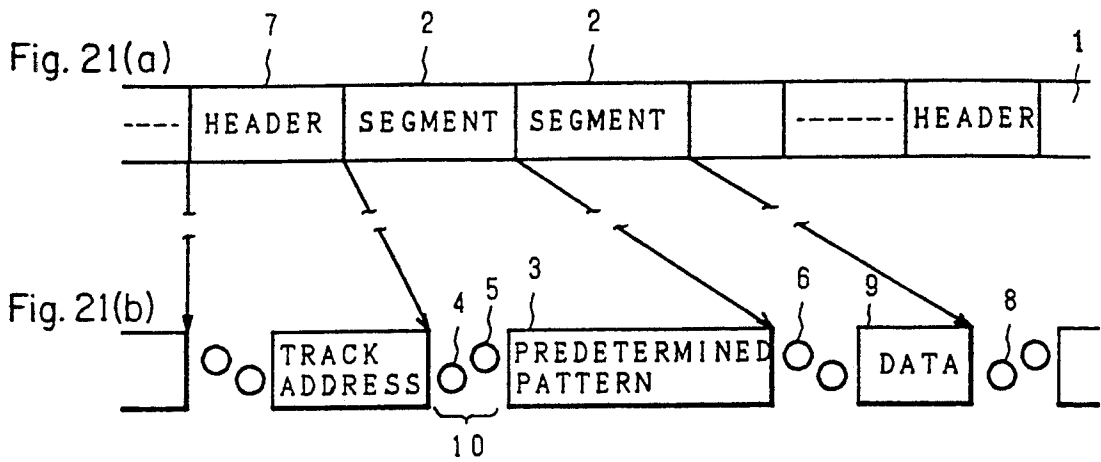 7 2 2 1
Fig. 21(a)
---- HEADER SEGMENT SEGMENT ------ HEADER
Fig. 21(b)
4 5 3 6 9 8
TRACK ADDRESS
PREDETERMINED PATTERN
DATA
10